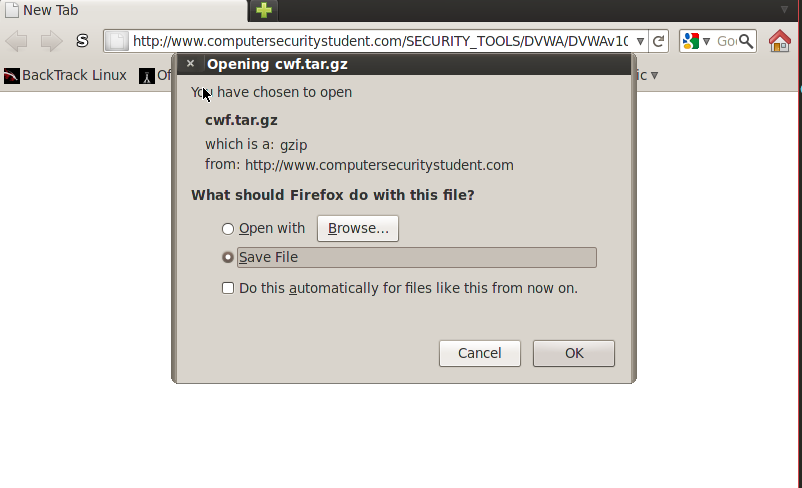 New Tab
S http://www.computersecuritystudent.com/SECURITY_TOOLS/DVWA/DVWAv10 Goo
BackTrack Linux Of ic
Opening cwf.tar.gz
You have chosen to open
cwf.tar.gz
which is a: gzip
from: http://www.computersecuritystudent.com
What should Firefox do with this file?
Open with Browse...
Save File
Do this automatically for files like this from now on.
Cancel OK